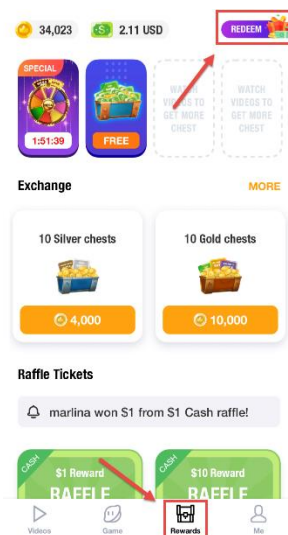 34,023
2.11 USD
REDEEM
SPECIAL
1:51:39
FREE
WATCH
VIDEOS TO
GET MORE
CHEST
WATCH
VIDEOS TO
GET MORE
CHEST
Exchange
MORE
10 Silver chests
10 Gold chests
4,000
10,000
Raffle Tickets
marlina won $1 from $1 Cash raffle!
CASH
$1 Reward
RAFFLE
CASH
$10 Reward
RAFFLE
Videos
Game
Rewards
Me